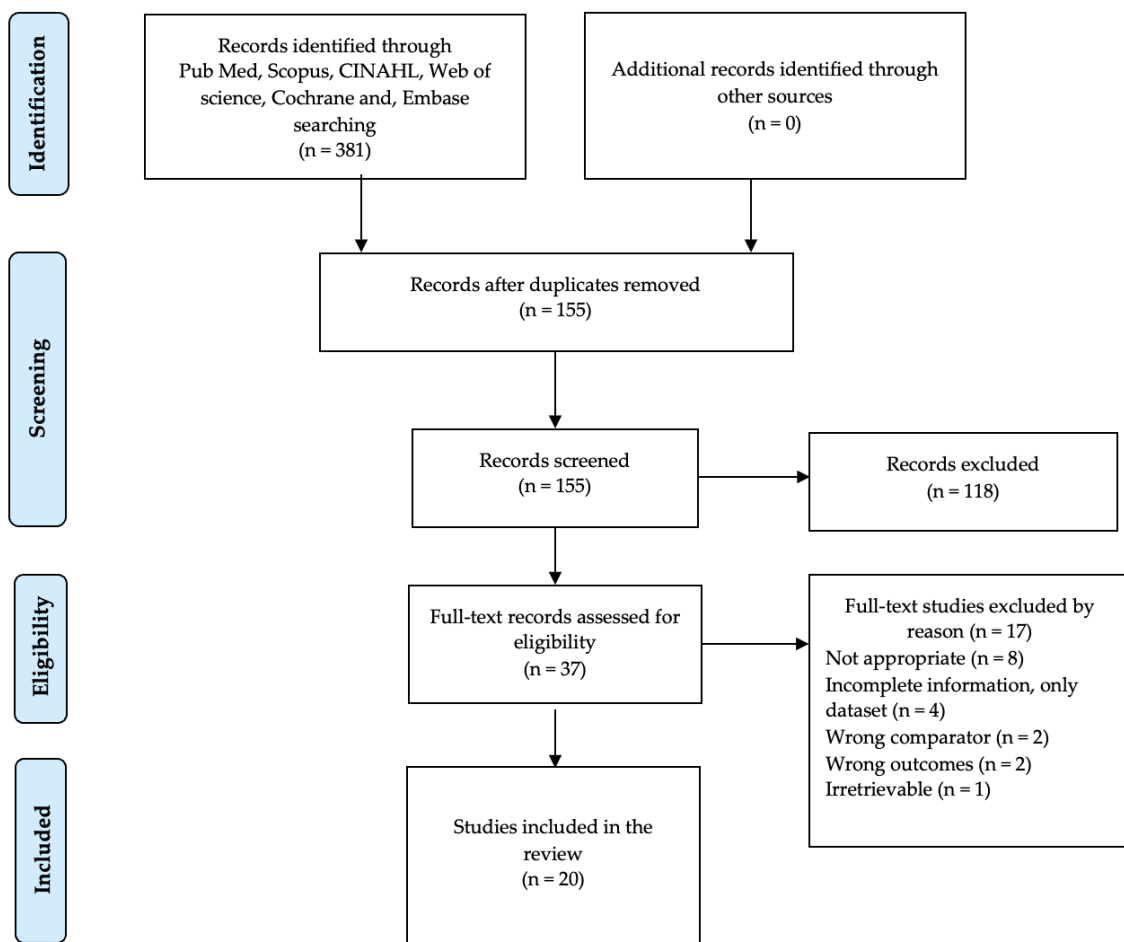 Identification
Records identified through
Pub Med, Scopus, CINAHL, Web of
science, Cochrane and, Embase
searching
(n = 381)
Additional records identified through
other sources
(n = 0)
Screening
Records after duplicates removed
(n = 155)
Records screened
(n = 155)
Records excluded
(n = 118)
Eligibility
Full-text records assessed for
eligibility
(n = 37)
Full-text studies excluded by
reason (n = 17)
Not appropriate (n = 8)
Incomplete information, only
dataset (n = 4)
Wrong comparator (n = 2)
Wrong outcomes (n = 2)
Irretrievable (n = 1)
Included
Studies included in the
review
(n = 20)